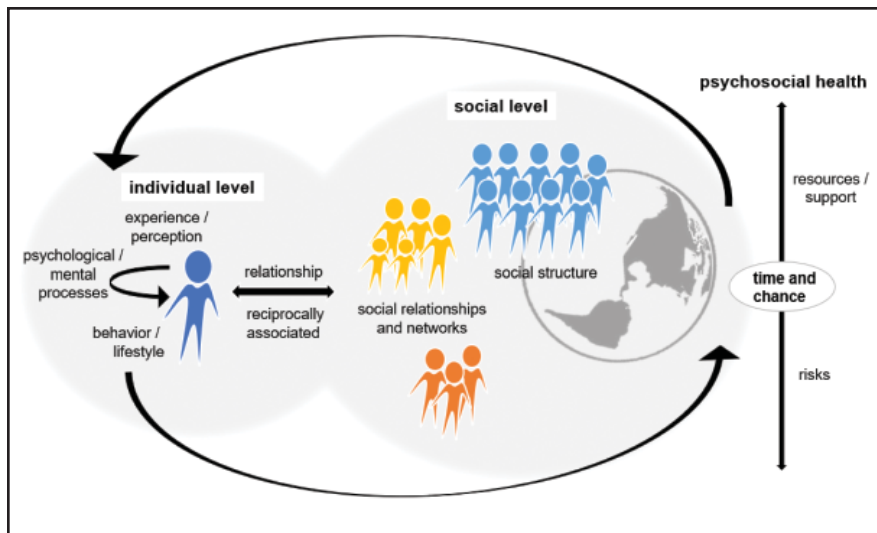 psychosocial health
social level
individual level
experience /
perception
psychological /
mental
processes
behavior /
lifestyle
relationship
reciprocally
associated
social relationships
and networks
social structure
resources /
support
time and
chance
risks